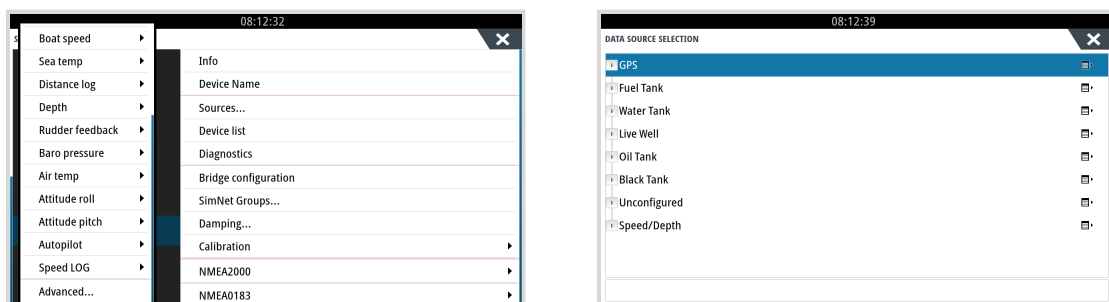 08:12:32
Boat speed
Sea temp
Distance log
Depth
Rudder feedback
Baro pressure
Air temp
Attitude roll
Attitude pitch
Autopilot
Speed LOG
Advanced...
Info
Device Name
Sources...
Device list
Diagnostics
Bridge configuration
SimNet Groups...
Damping...
Calibration
NMEA2000
NMEA0183
08:12:39
DATA SOURCE SELECTION
GPS
Fuel Tank
Water Tank
Live Well
Oil Tank
Black Tank
Unconfigured
Speed/Depth